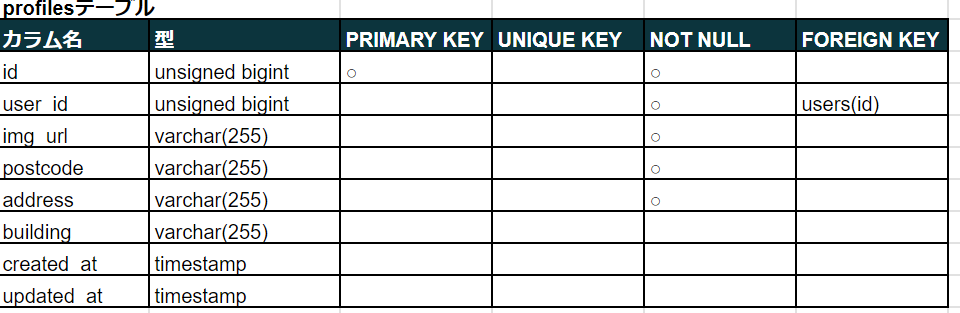 profilesテーブル
カラム名 型 PRIMARY KEY UNIQUE KEY NOT NULL FOREIGN KEY
id unsigned bigint ○ ○
user_id unsigned bigint ○ users(id)
img_url varchar(255) ○
postcode varchar(255) ○
address varchar(255) ○
building varchar(255)
created_at timestamp
updated_at timestamp